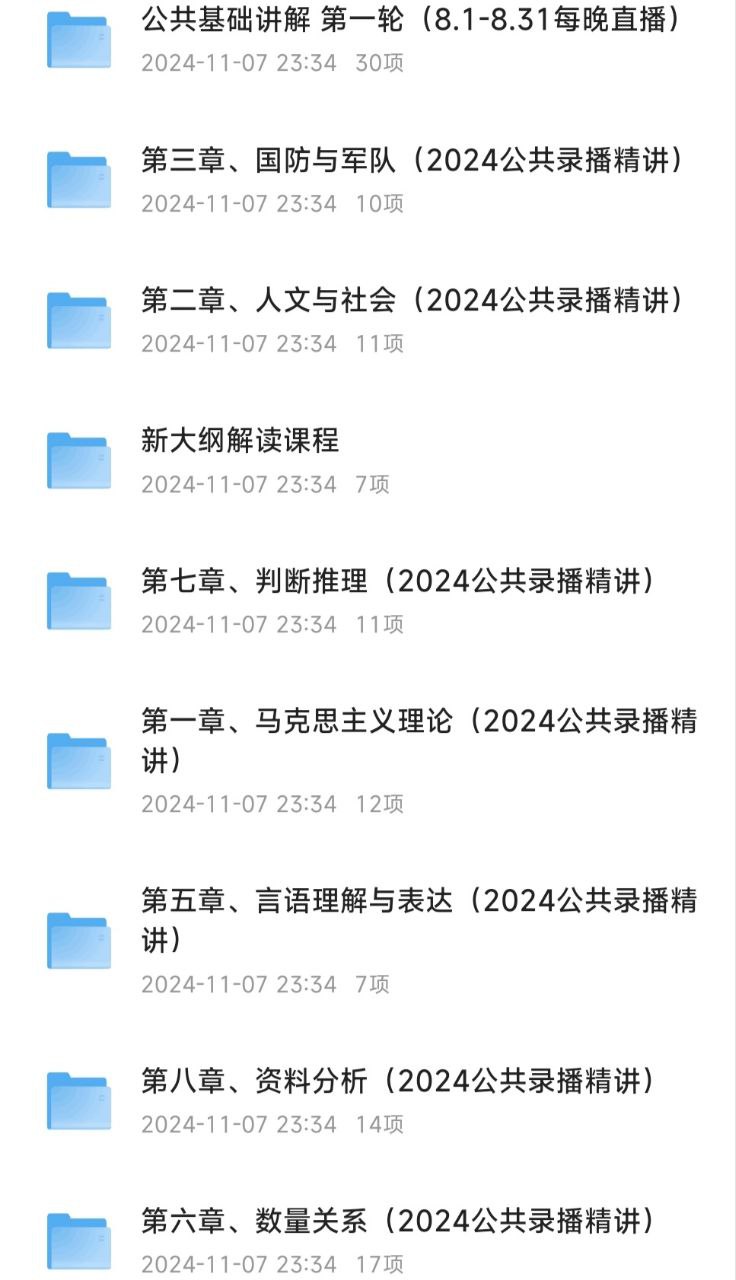 公共基础讲解 第一轮（8.1-8.31每晚直播）
2024-11-07 23:34 30项
第三章、国防与军队（2024公共录播精讲）
2024-11-07 23:34 10项
第二章、人文与社会（2024公共录播精讲）
2024-11-07 23:34 11项
新大纲解读课程
2024-11-07 23:34 7项
第七章、判断推理（2024公共录播精讲）
2024-11-07 23:34 11项
第一章、马克思主义理论（2024公共录播精
讲）
2024-11-07 23:34 12项
第五章、言语理解与表达（2024公共录播精
讲）
2024-11-07 23:34 7项
第八章、资料分析（2024公共录播精讲）
2024-11-07 23:34 14项
第六章、数量关系（2024公共录播精讲）
2024-11-07 23:34 17项